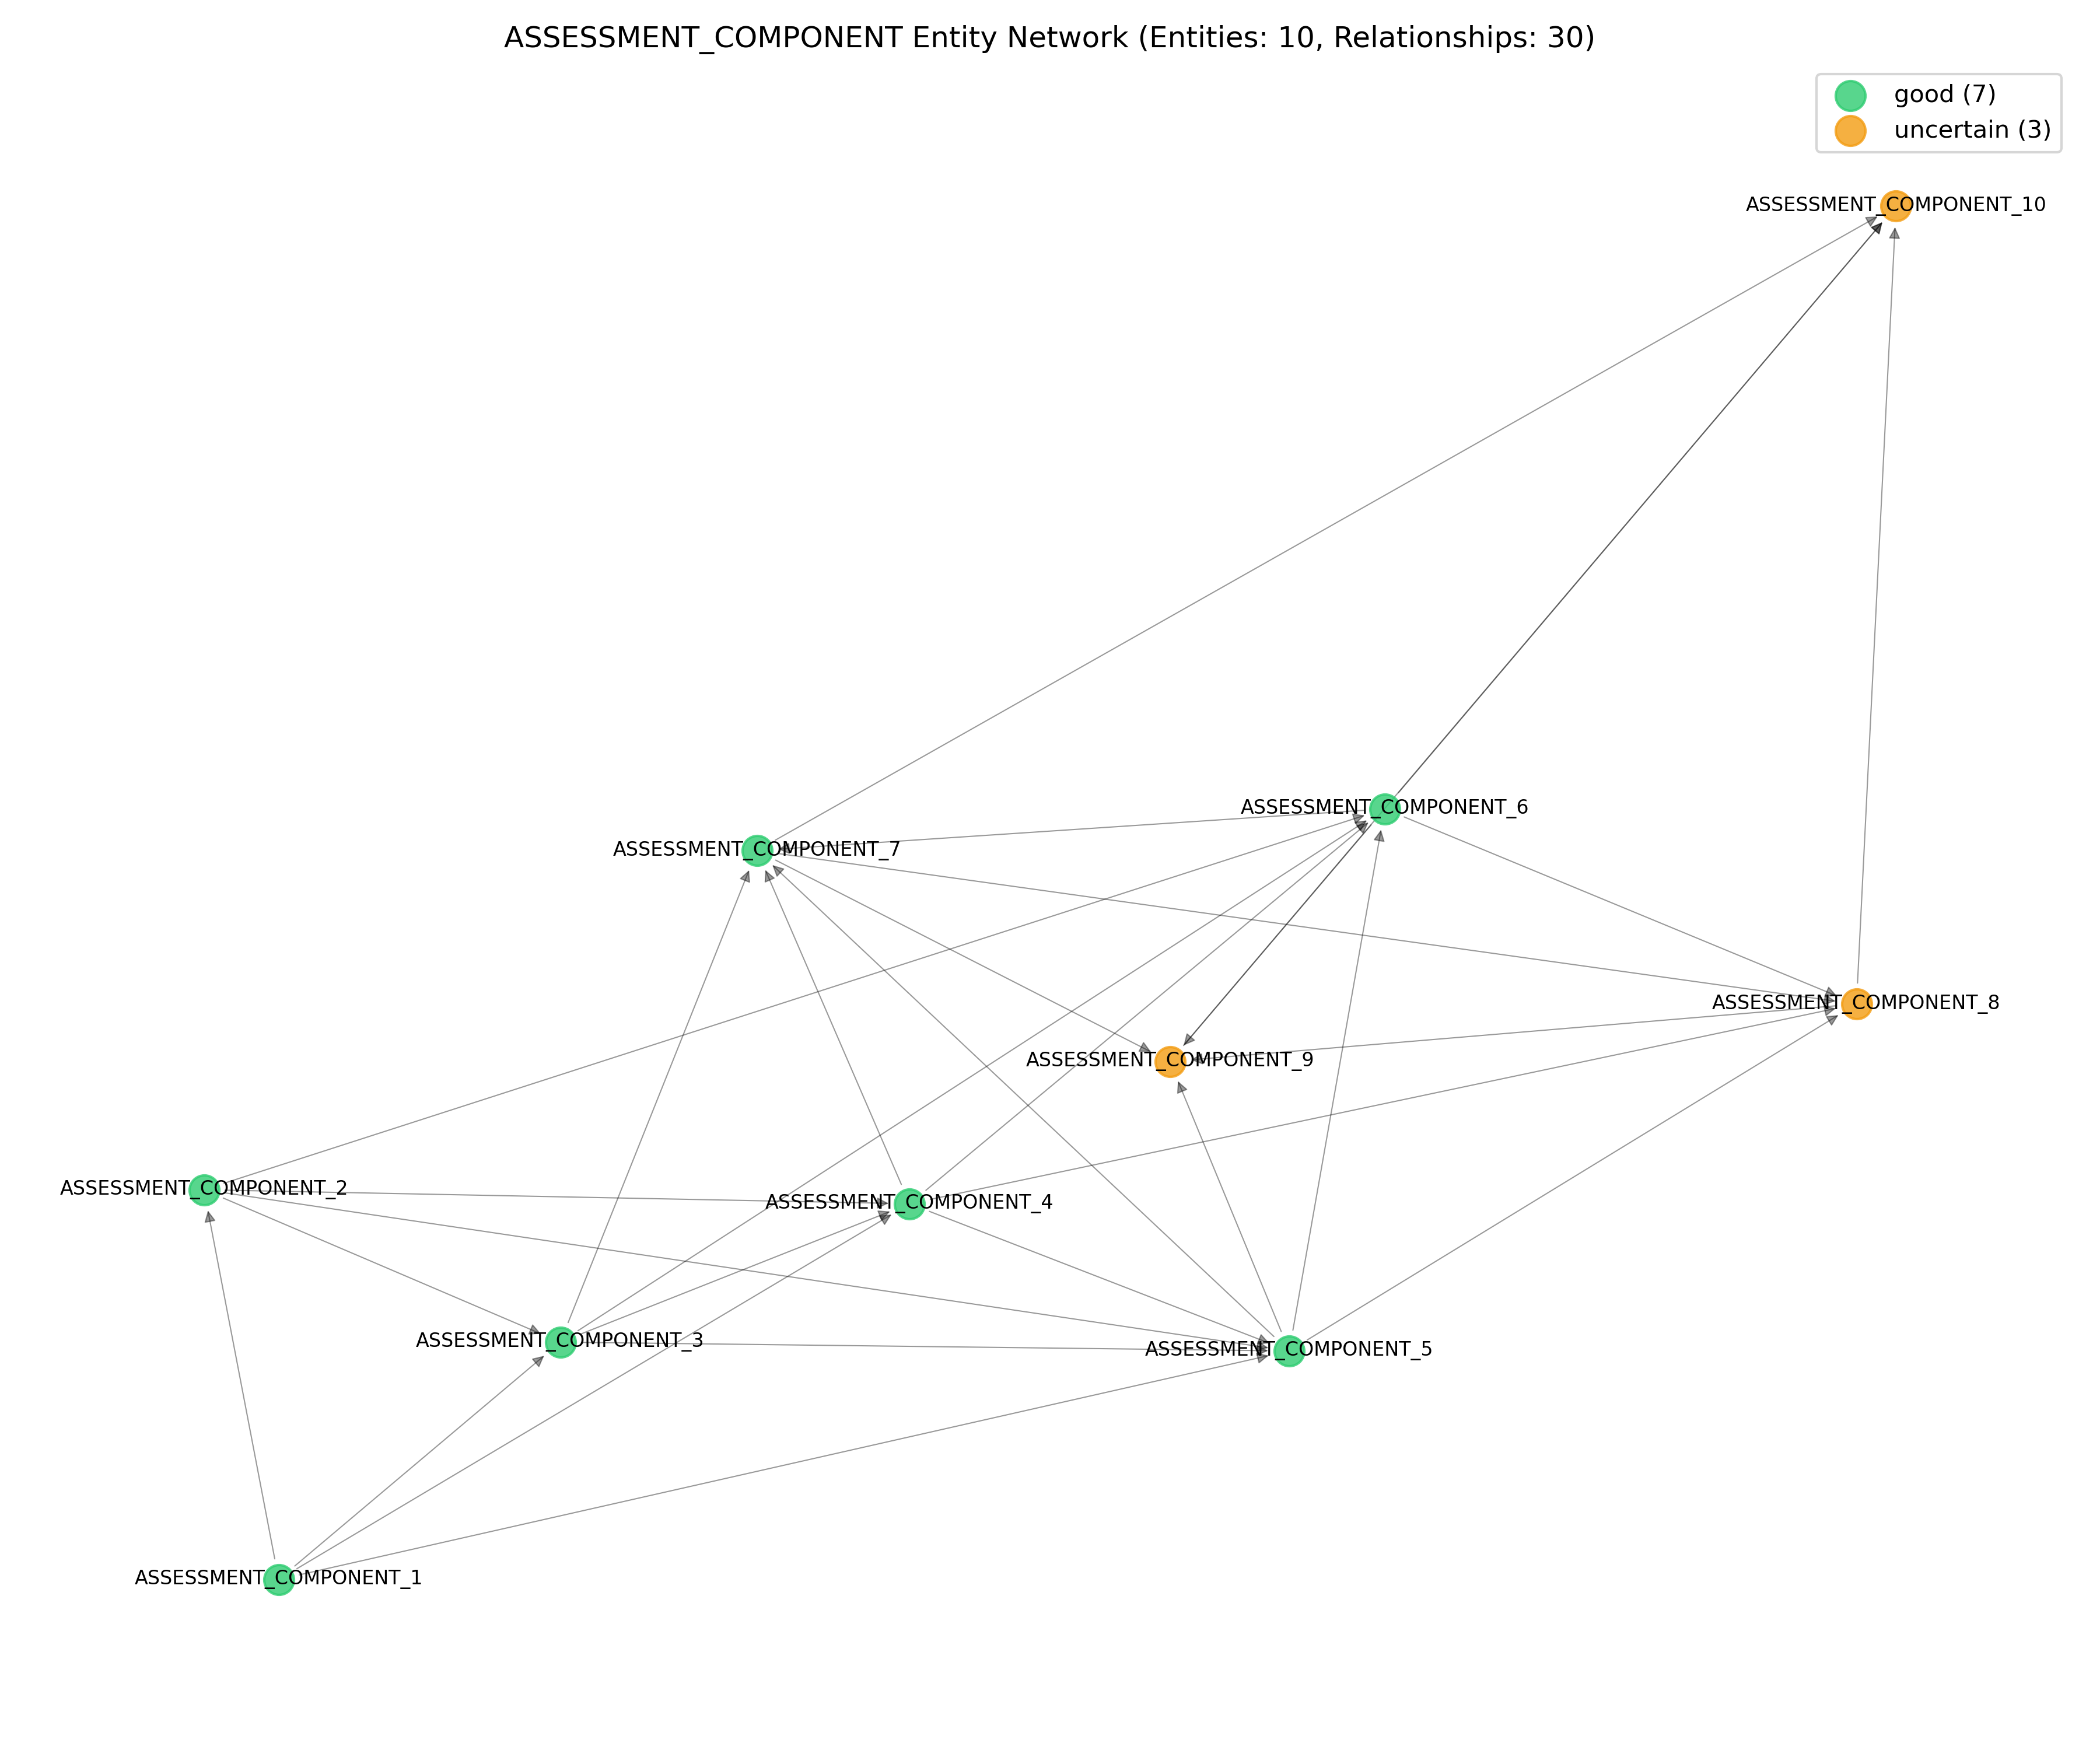 ASSESSMENT_COMPONENT Entity Network (Entities: 10, Relationships: 30)
good (7)
uncertain (3)
ASSESSMENT_COMPONENT_10
ASSESSMENT_COMPONENT_6
ASSESSMENT_COMPONENT_7
ASSESSMENT_COMPONENT_8
ASSESSMENT_COMPONENT_9
ASSESSMENT_COMPONENT_2
ASSESSMENT_COMPONENT_4
ASSESSMENT_COMPONENT_3
ASSESSMENT_COMPONENT_5
ASSESSMENT_COMPONENT_1